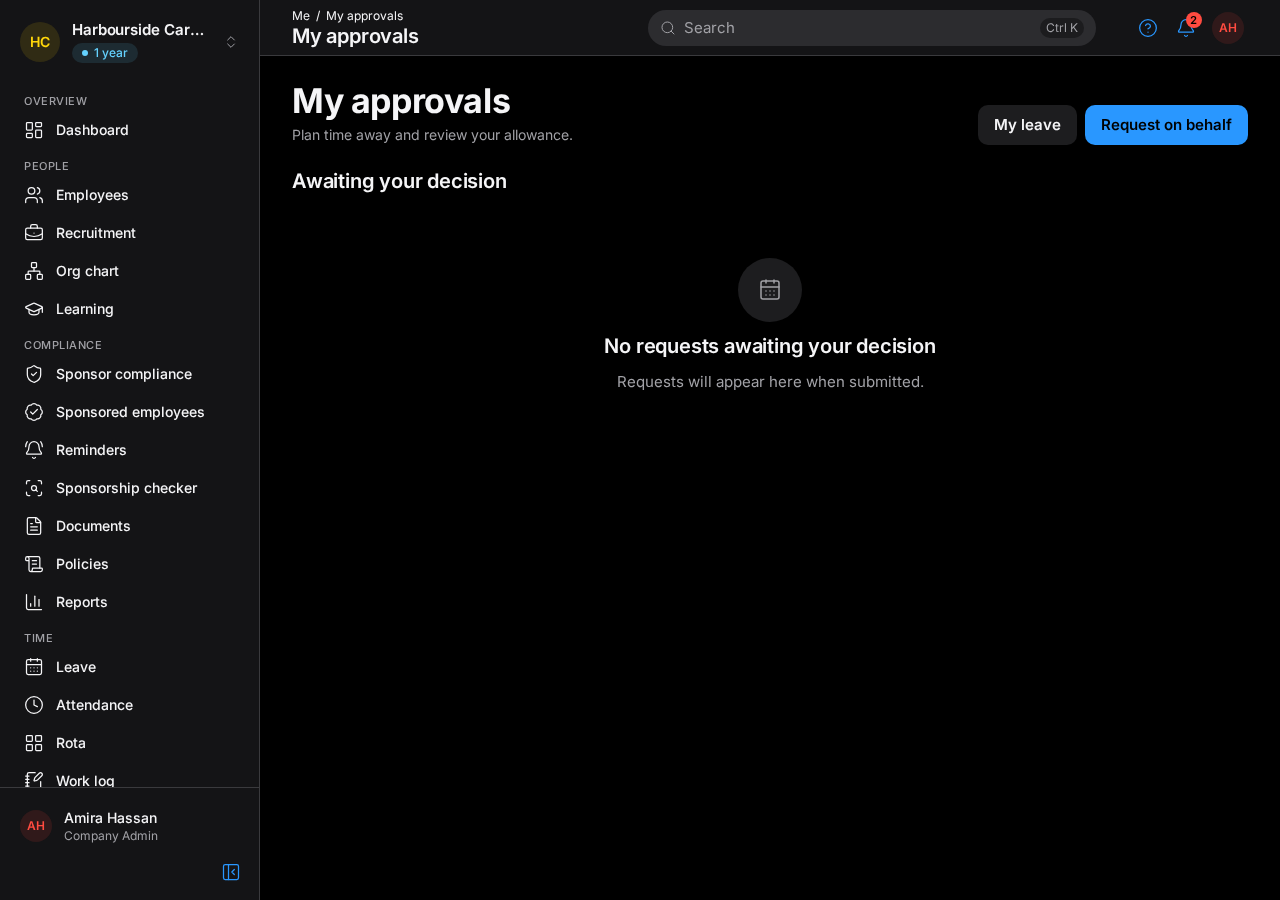 HC
Harbourside Car...
1 year
OVERVIEW
Dashboard
PEOPLE
Employees
Recruitment
Org chart
Learning
COMPLIANCE
Sponsor compliance
Sponsored employees
Reminders
Sponsorship checker
Documents
Policies
Reports
TIME
Leave
Attendance
Rota
Work log
AH
Amira Hassan
Company Admin
Me / My approvals
My approvals
Search
Ctrl K
2
AH
My approvals
Plan time away and review your allowance.
My leave
Request on behalf
Awaiting your decision
No requests awaiting your decision
Requests will appear here when submitted.